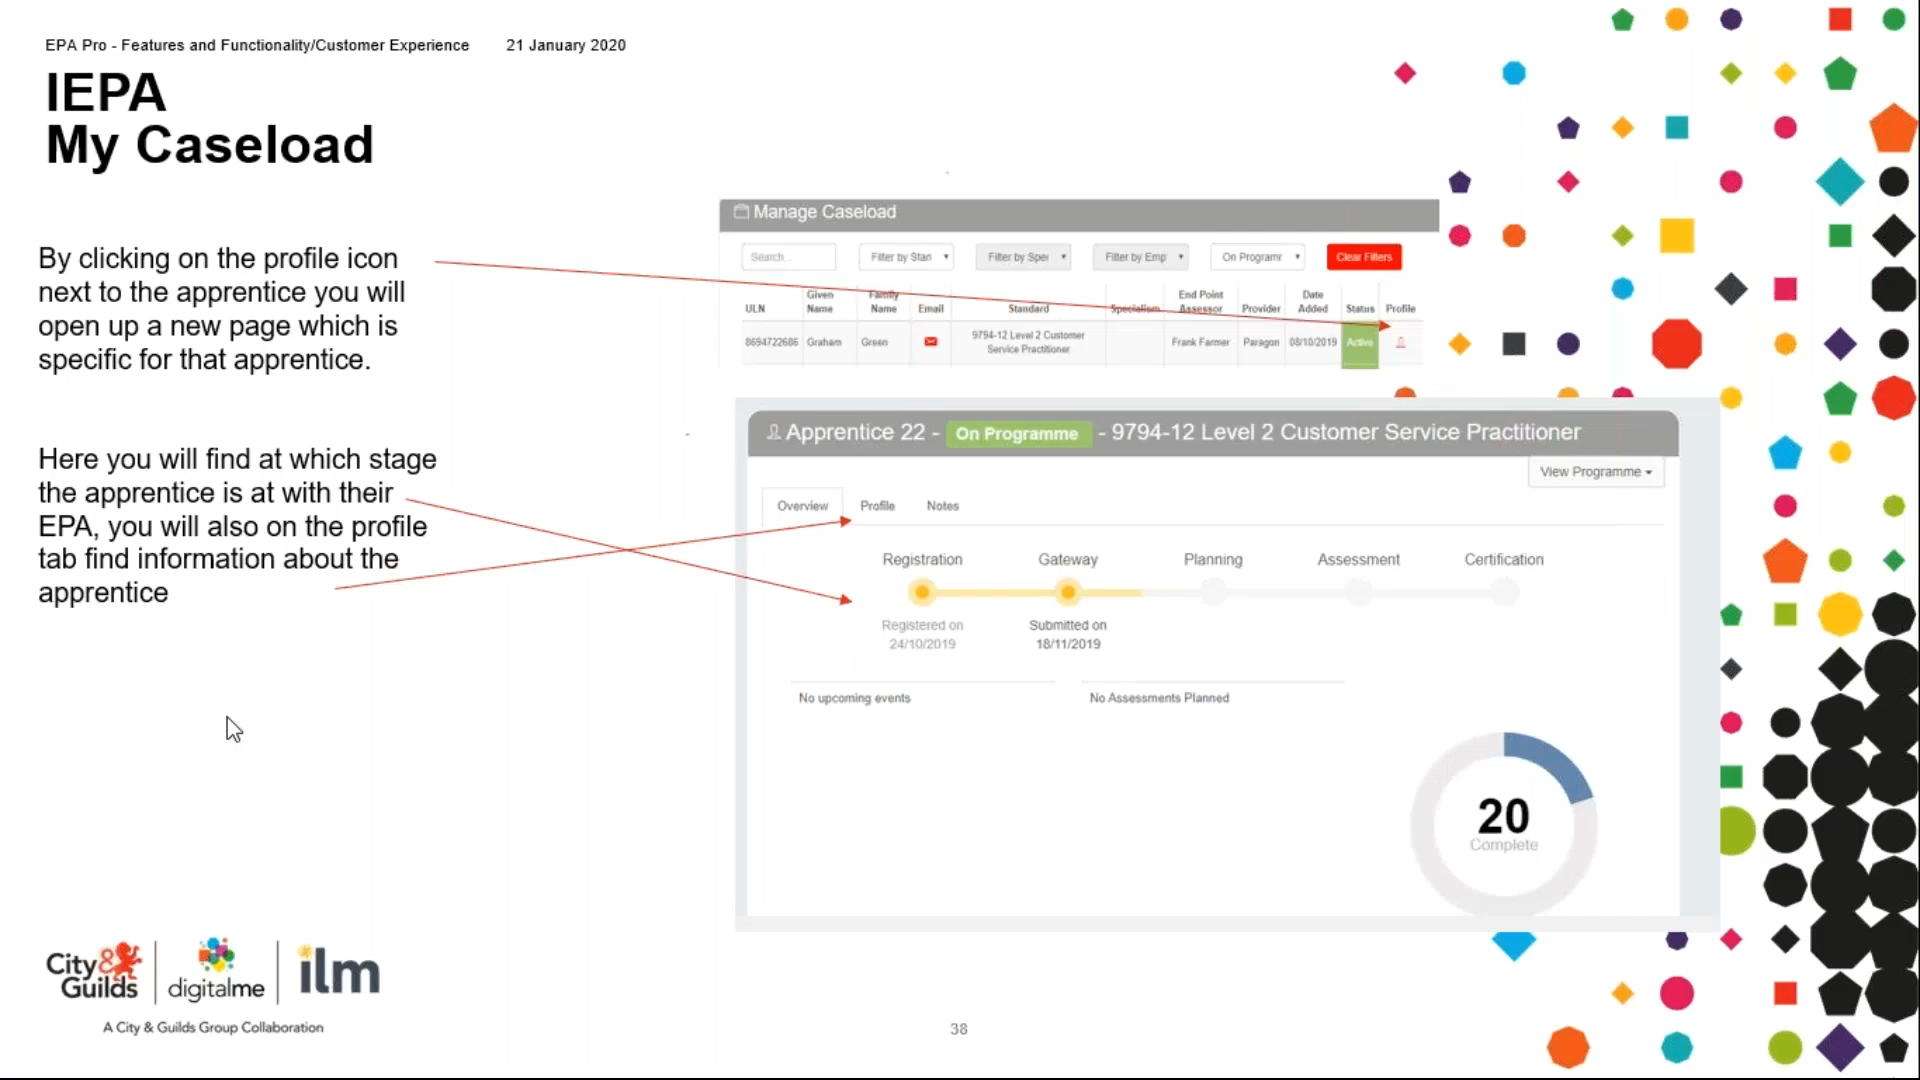 EPA Pro - Features and Functionality/Customer Experience 21 January 2020
IEPA
My Caseload
By clicking on the profile icon
next to the apprentice you will
open up a new page which is
specific for that apprentice.
Here you will find at which stage
the apprentice is at with their
EPA, you will also on the profile
tab find information about the
apprentice
Manage Caseload
Search... Filter by Stan Filter by Spei Filter by Emp On Programr Clear Filters
ULN Given Name Family Name Email Standard Specialism End Point Assessor Provider Date Added Status Profile
8694722686 Graham Green 9794-12 Level 2 Customer Service Practitioner Frank Farmer Paragon 08/10/2019 Active
Apprentice 22 - On Programme - 9794-12 Level 2 Customer Service Practitioner
View Programme
Overview Profile Notes
Registration Gateway Planning Assessment Certification
Registered on Submitted on
24/10/2019 18/11/2019
No upcoming events No Assessments Planned
20
Complete
City & Guilds digitalme ilm
A City & Guilds Group Collaboration
38